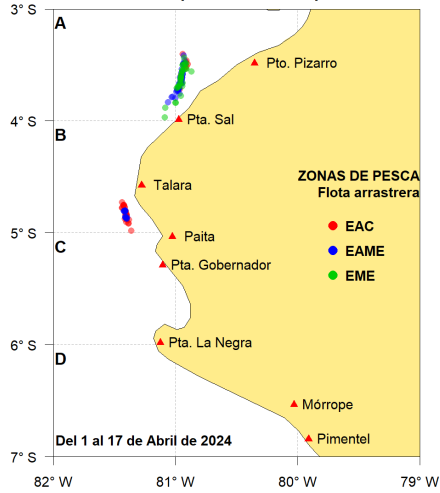 3° S
A
Pto. Pizarro
4° S
Pta. Sal
B
ZONAS DE PESCA
Flota arrastrera
Talara
EAC
5° S
Paita
EAME
C
Pta. Gobernador
EME
6° S
Pta. La Negra
D
Mórrope
Del 1 al 17 de Abril de 2024
Pimentel
7° S
82° W
81° W
80° W
79° W